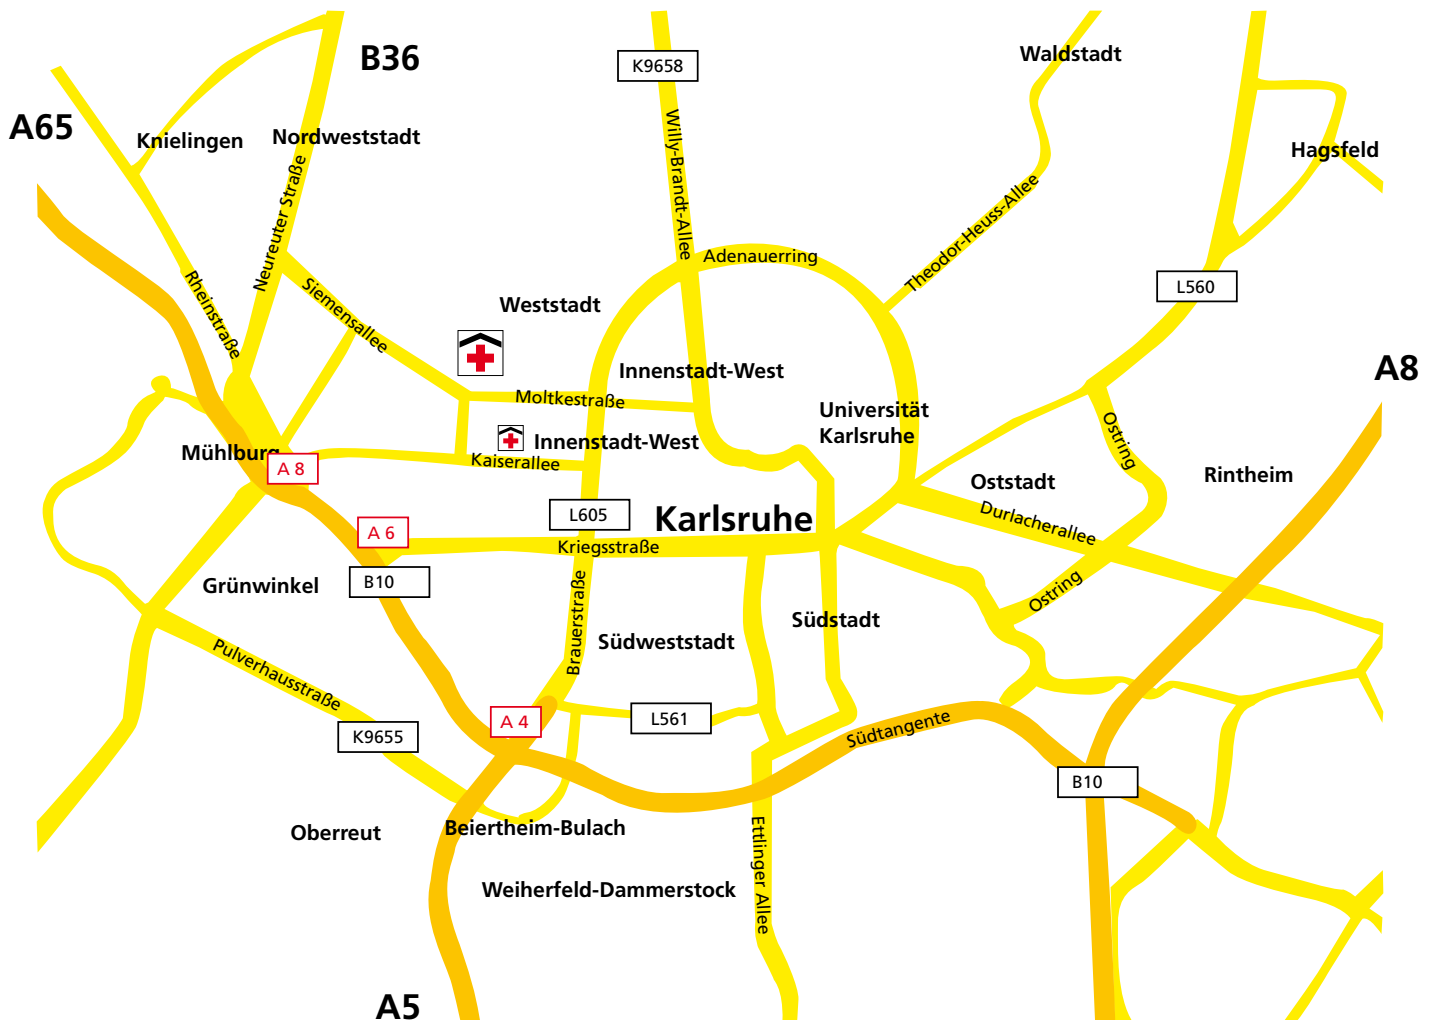 B36
K9658
Waldstadt
A65
Knielingen
Nordweststadt
Hagsfeld
Willy-Brandt-Allee
Neureuter Straße
Theodor-Heuss-Allee
Adenauerring
Rheinstraße
Siemensallee
L560
Weststadt
A8
Innenstadt-West
Moltkestraße
Universität
Karlsruhe
Ostring
Innenstadt-West
Mühlburg
Kaiserallee
A 8
Oststadt
Rintheim
L605
Karlsruhe
Durlacherallee
A 6
Kriegsstraße
B10
Grünwinkel
Ostring
Brauerstraße
Südweststadt
Südstadt
Pulverhausstraße
A 4
L561
Südtangente
K9655
B10
Oberreut
Beiertheim-Bulach
Ettlinger Allee
Weiherfeld-Dammerstock
A5